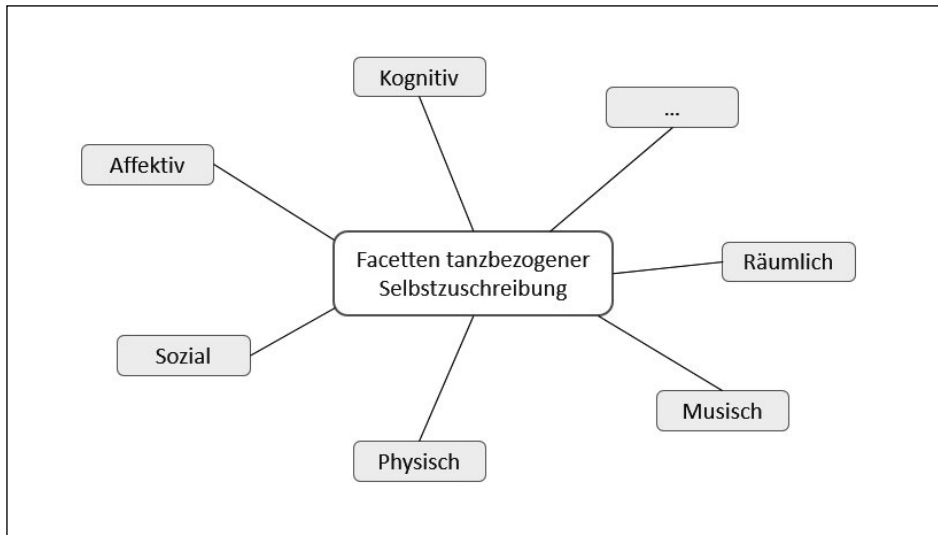 Kognitiv
...
Affektiv
Facetten tanzbezogener
Selbstzuschreibung
Räumlich
Sozial
Musisch
Physisch